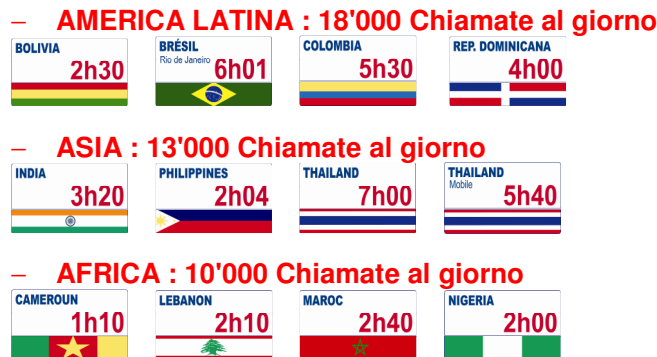 – AMERICA LATINA : 18'000 Chiamate al giorno
BOLIVIA
2h30
BRÉSIL
Rio de Janeiro
6h01
COLOMBIA
5h30
REP. DOMINICANA
4h00
– ASIA : 13'000 Chiamate al giorno
INDIA
3h20
PHILIPPINES
2h04
THAILAND
7h00
THAILAND
Mobile
5h40
– AFRICA : 10'000 Chiamate al giorno
CAMEROUN
1h10
LEBANON
2h10
MAROC
2h40
NIGERIA
2h00